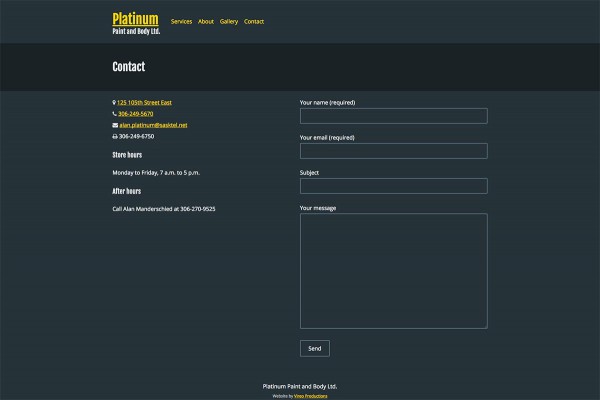 Platinum
Paint and Body Ltd.
Services About Gallery Contact
Contact
125 105th Street East
306-249-5670
alan.platinum@sasktel.net
306-249-6750
Store hours
Monday to Friday, 7 a.m. to 5 p.m.
After hours
Call Alan Manderschied at 306-270-9525
Your name (required)
Your email (required)
Subject
Your message
Send
Platinum Paint and Body Ltd.
Website by Vireo Productions